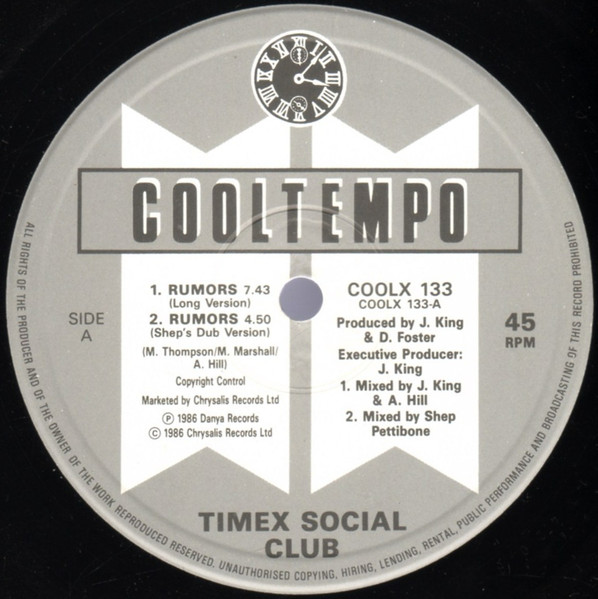 COOLTEMPO
SIDE
A
1. RUMORS 7.43
(Long Version)
2. RUMORS 4.50
(Shep's Dub Version)
(M. Thompson/M. Marshall/
A. Hill)
Copyright Control
Marketed by Chrysalis Records Ltd
Ⓟ 1986 Danya Records
© 1986 Chrysalis Records Ltd
COOLX 133
COOLX 133-A
Produced by J. King
& D. Foster
Executive Producer:
J. King
1. Mixed by J. King
& A. Hill
2. Mixed by Shep
Pettibone
45
RPM
TIMEX SOCIAL
CLUB
ALL RIGHTS OF THE PRODUCER AND OF THE OWNER OF THE WORK REPRODUCED RESERVED. UNAUTHORISED COPYING, HIRING, LENDING, RENTAL, PUBLIC PERFORMANCE AND BROADCASTING OF THIS RECORD PROHIBITED